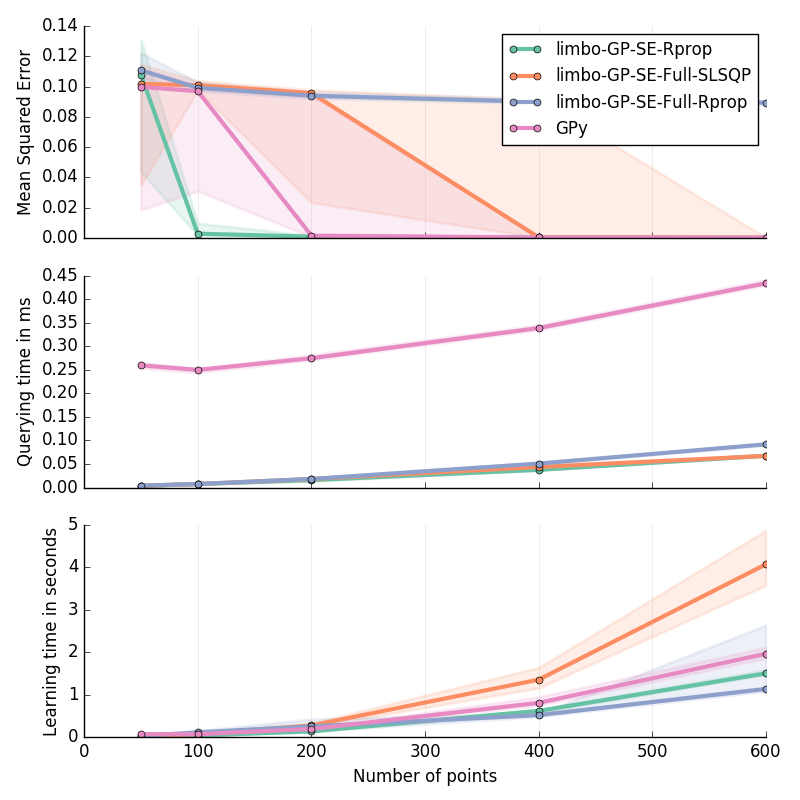 0.14
0.12
0.10
0.08
0.06
0.04
0.02
0.00
Mean Squared Error
limbo-GP-SE-Rprop
limbo-GP-SE-Full-SLSQP
limbo-GP-SE-Full-Rprop
GPy
0.45
0.40
0.35
0.30
0.25
0.20
0.15
0.10
0.05
0.00
Querying time in ms
5
4
3
2
1
0
Learning time in seconds
0 100 200 300 400 500 600
Number of points